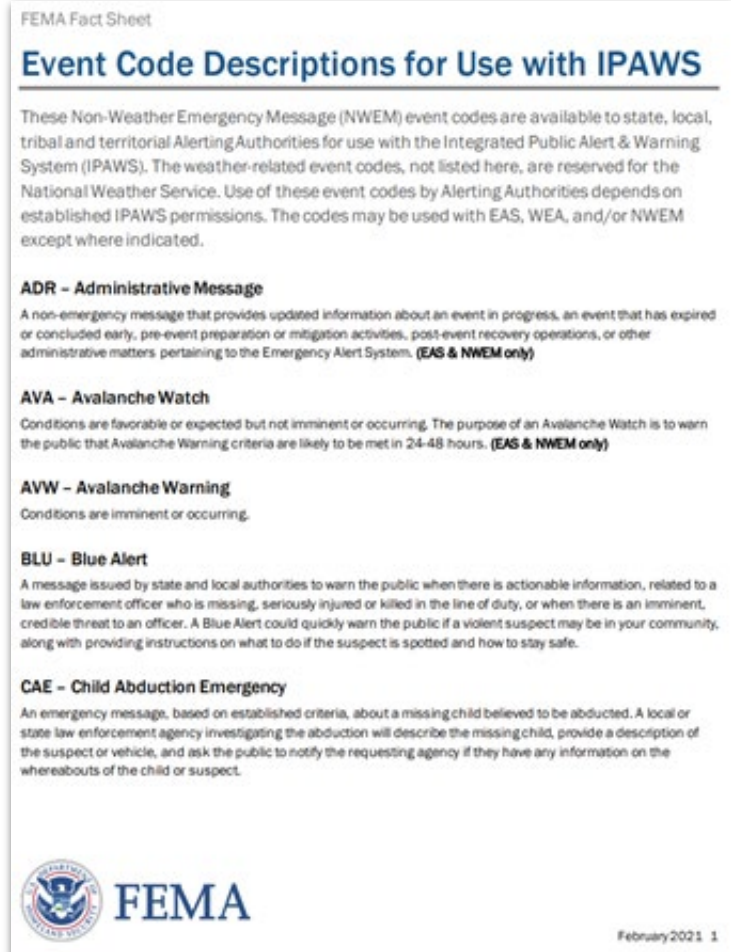 FEMA Fact Sheet
Event Code Descriptions for Use with IPAWS
These Non-Weather Emergency Message (NWEM) event codes are available to state, local,
tribal and territorial Alerting Authorities for use with the Integrated Public Alert & Warning
System (IPAWS). The weather-related event codes, not listed here, are reserved for the
National Weather Service. Use of these event codes by Alerting Authorities depends on
established IPAWS permissions. The codes may be used with EAS, WEA, and/or NWEM
except where indicated.
ADR – Administrative Message
A non-emergency message that provides updated information about an event in progress, an event that has expired
or concluded early, pre-event preparation or mitigation activities, post-event recovery operations, or other
administrative matters pertaining to the Emergency Alert System. (EAS & NWEM only)
AVA – Avalanche Watch
Conditions are favorable or expected but not imminent or occurring. The purpose of an Avalanche Watch is to warn
the public that Avalanche Warning criteria are likely to be met in 24-48 hours. (EAS & NWEM only)
AVW – Avalanche Warning
Conditions are imminent or occurring.
BLU – Blue Alert
A message issued by state and local authorities to warn the public when there is actionable information, related to a
law enforcement officer who is missing, seriously injured or killed in the line of duty, or when there is an imminent,
credible threat to an officer. A Blue Alert could quickly warn the public if a violent suspect may be in your community,
along with providing instructions on what to do if the suspect is spotted and how to stay safe.
CAE – Child Abduction Emergency
An emergency message, based on established criteria, about a missing child believed to be abducted. A local or
state law enforcement agency investigating the abduction will describe the missing child, provide a description of
the suspect or vehicle, and ask the public to notify the requesting agency if they have any information on the
whereabouts of the child or suspect.
U.S. DEPARTMENT OF
HOMELAND SECURITY
FEMA
February 2021 1